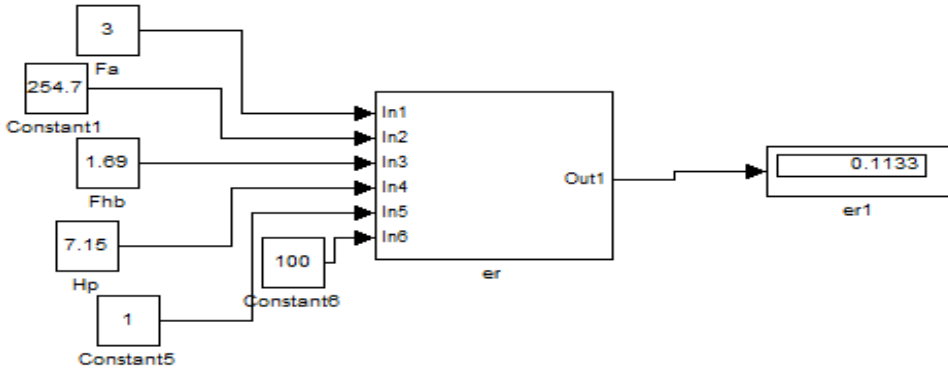 3
Fa
254.7
Constant1
1.69
Fhb
7.15
Hp
1
Constant5
100
Constant6
In1
In2
In3
In4
In5
In6
Out1
er
0.1133
er1